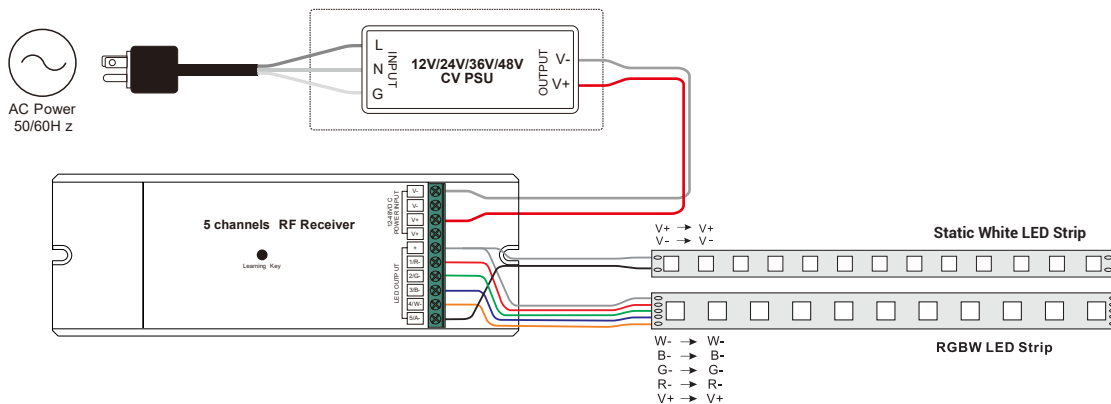 AC Power
50/60H z
L
N
G
INPUT
12V/24V/36V/48V
CV PSU
OUTPUT
V-
V+
5 channels RF Receiver
Learning Key
12-48VD C
POWER INPUT
V-
V-
V+
V+
LED OUTPUT
+
1/R-
2/G-
3/B-
4/W-
5/A-
V+ → V+
V- → V-
Static White LED Strip
RGBW LED Strip
W- → W-
B- → B-
G- → G-
R- → R-
V+ → V+